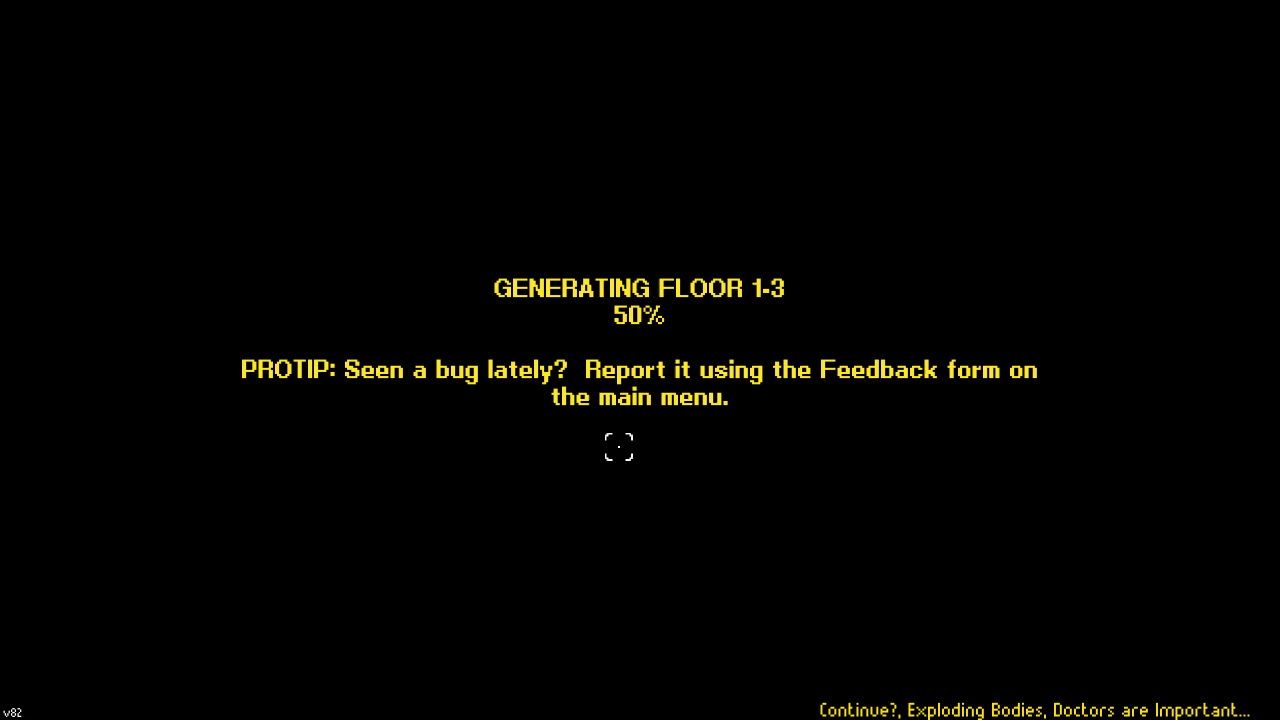 GENERATING FLOOR 1-3
50%
PROTIP: Seen a bug lately?  Report it using the Feedback form on
the main menu.
v82
Continue?, Exploding Bodies, Doctors are Important...